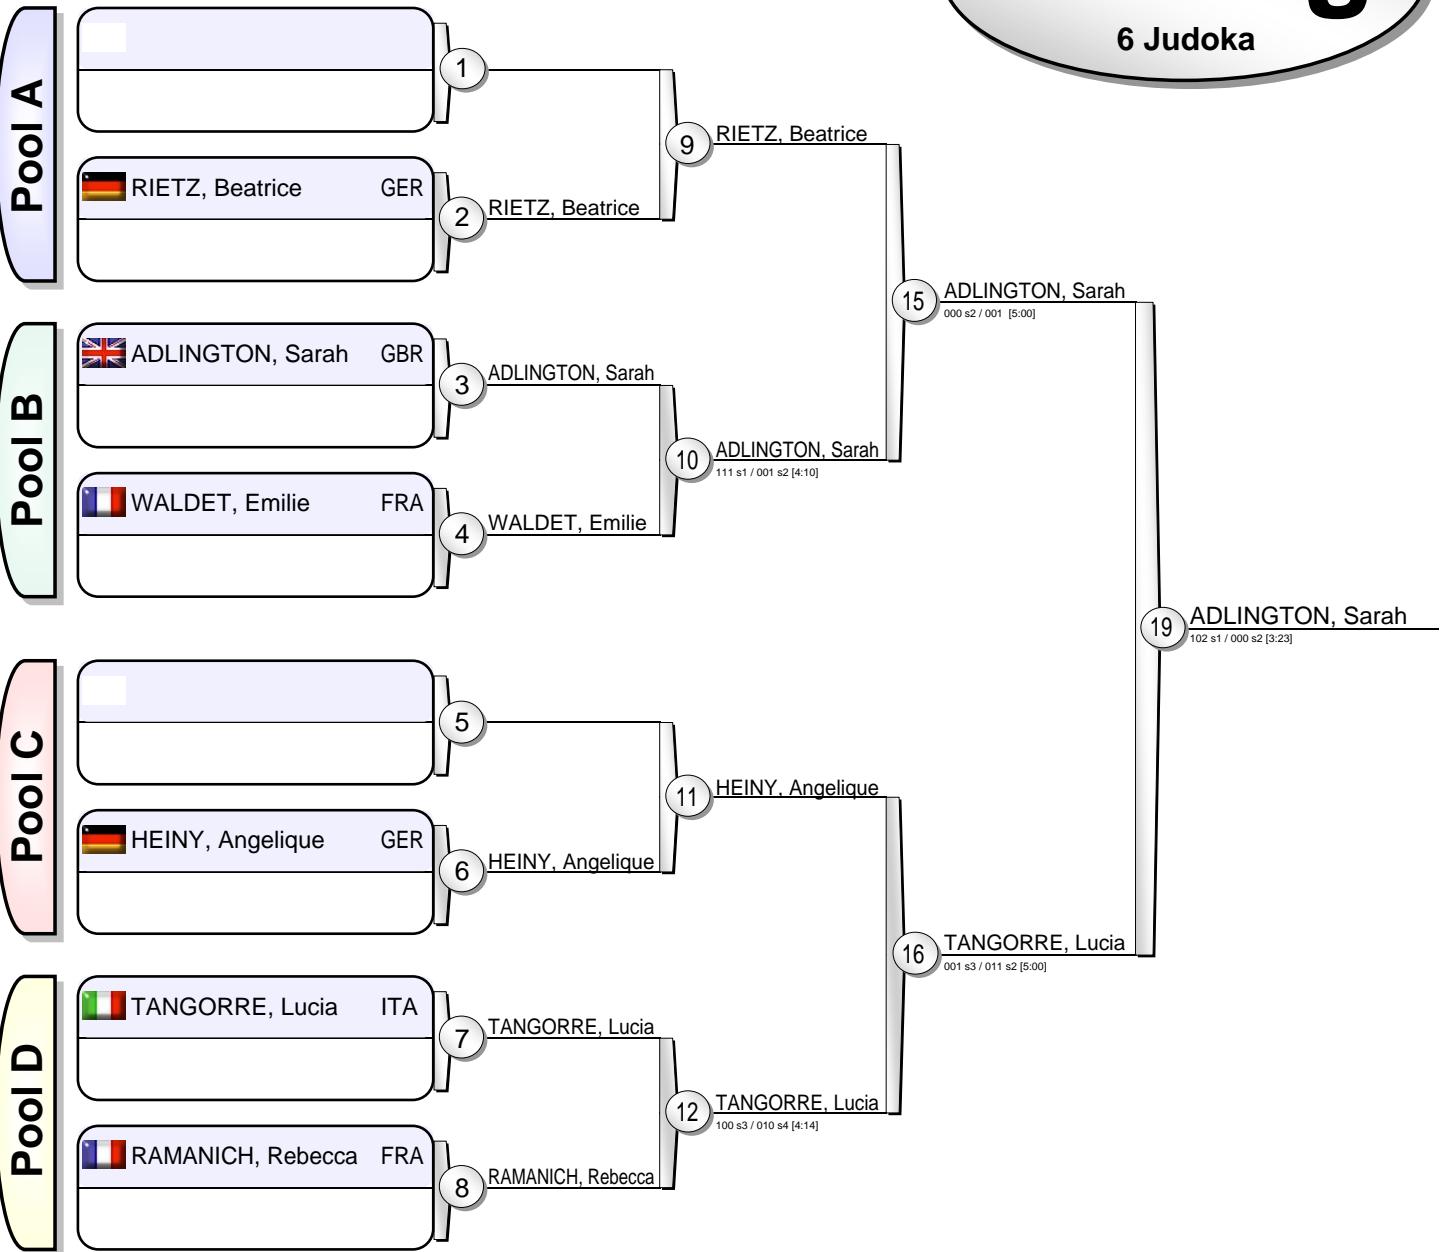 6 Judoka
Pool A
1
RIETZ, Beatrice GER
2
RIETZ, Beatrice
9
RIETZ, Beatrice
Pool B
ADLINGTON, Sarah GBR
3
ADLINGTON, Sarah
WALDET, Emilie FRA
4
WALDET, Emilie
10
ADLINGTON, Sarah
111 s1 / 001 s2 [4:10]
15
ADLINGTON, Sarah
000 s2 / 001 [5:00]
Pool C
5
HEINY, Angelique GER
6
HEINY, Angelique
11
HEINY, Angelique
Pool D
TANGORRE, Lucia ITA
7
TANGORRE, Lucia
RAMANICH, Rebecca FRA
8
RAMANICH, Rebecca
12
TANGORRE, Lucia
100 s3 / 010 s4 [4:14]
16
TANGORRE, Lucia
001 s3 / 011 s2 [5:00]
19
ADLINGTON, Sarah
102 s1 / 000 s2 [3:23]